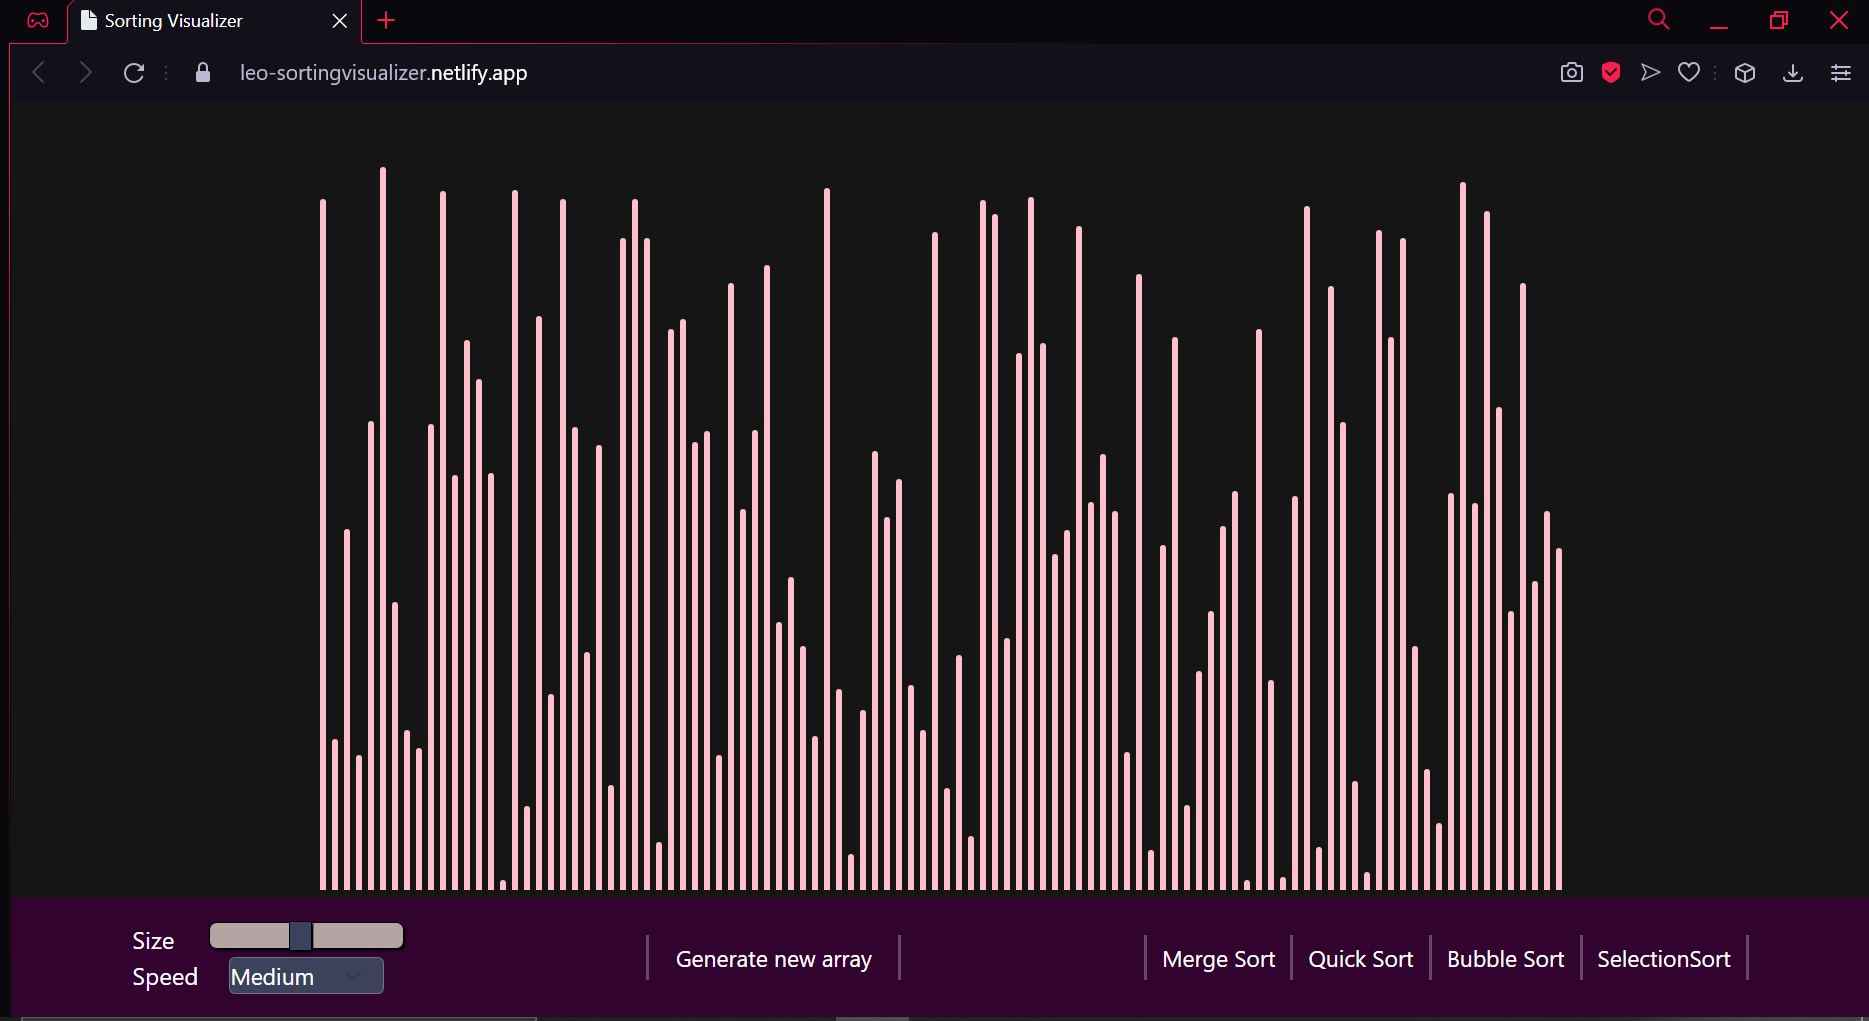 Sorting Visualizer
leo-sortingvisualizer.netlify.app
Size
Speed Medium
Generate new array
Merge Sort
Quick Sort
Bubble Sort
SelectionSort